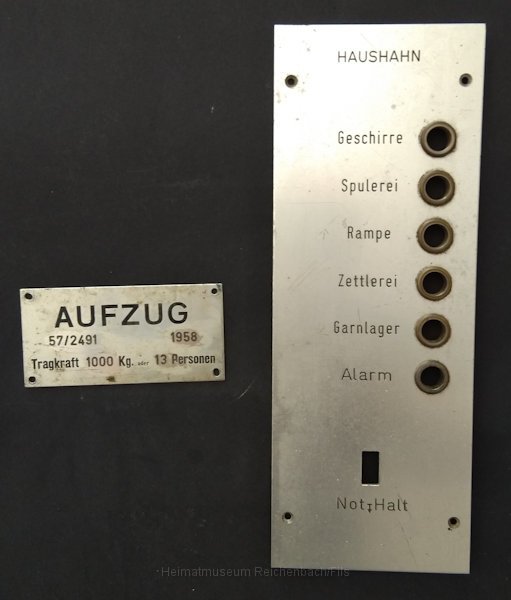 HAUSHAHN
Geschirre
Spulerei
Rampe
Zettlerei
Garnlager
Alarm
Not↓Halt
AUFZUG
57/2491 1958
Tragkraft 1000 Kg. oder 13 Personen
Heimatmuseum Reichenbach/Fils